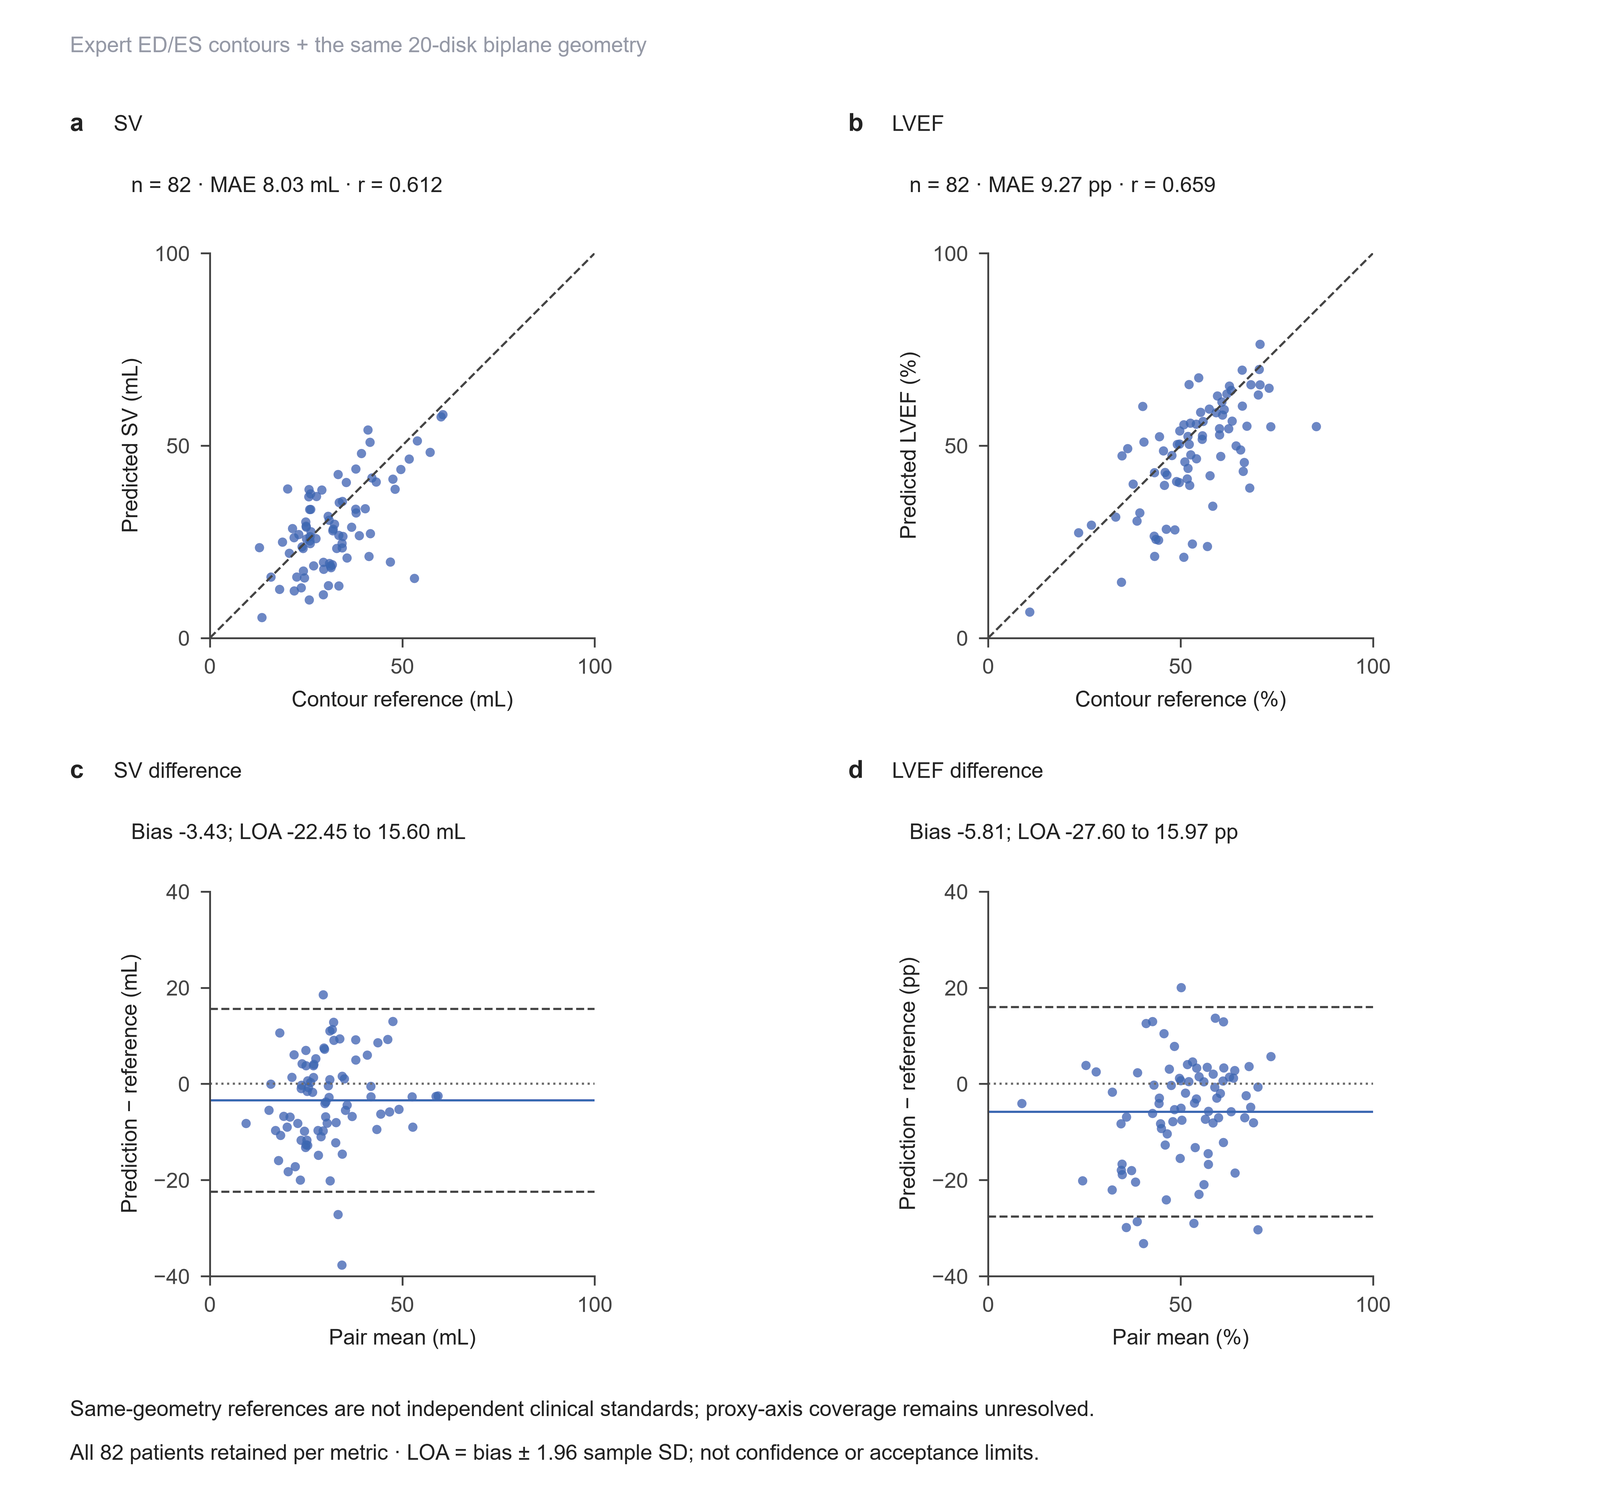 Expert ED/ES contours + the same 20-disk biplane geometry
a SV
n = 82 · MAE 8.03 mL · r = 0.612
100
50
0
0 50 100
Predicted SV (mL)
Contour reference (mL)
b LVEF
n = 82 · MAE 9.27 pp · r = 0.659
100
50
0
0 50 100
Predicted LVEF (%)
Contour reference (%)
c SV difference
Bias -3.43; LOA -22.45 to 15.60 mL
40
20
0
−20
−40
0 50 100
Prediction − reference (mL)
Pair mean (mL)
d LVEF difference
Bias -5.81; LOA -27.60 to 15.97 pp
40
20
0
−20
−40
0 50 100
Prediction − reference (pp)
Pair mean (%)
Same-geometry references are not independent clinical standards; proxy-axis coverage remains unresolved.
All 82 patients retained per metric · LOA = bias ± 1.96 sample SD; not confidence or acceptance limits.